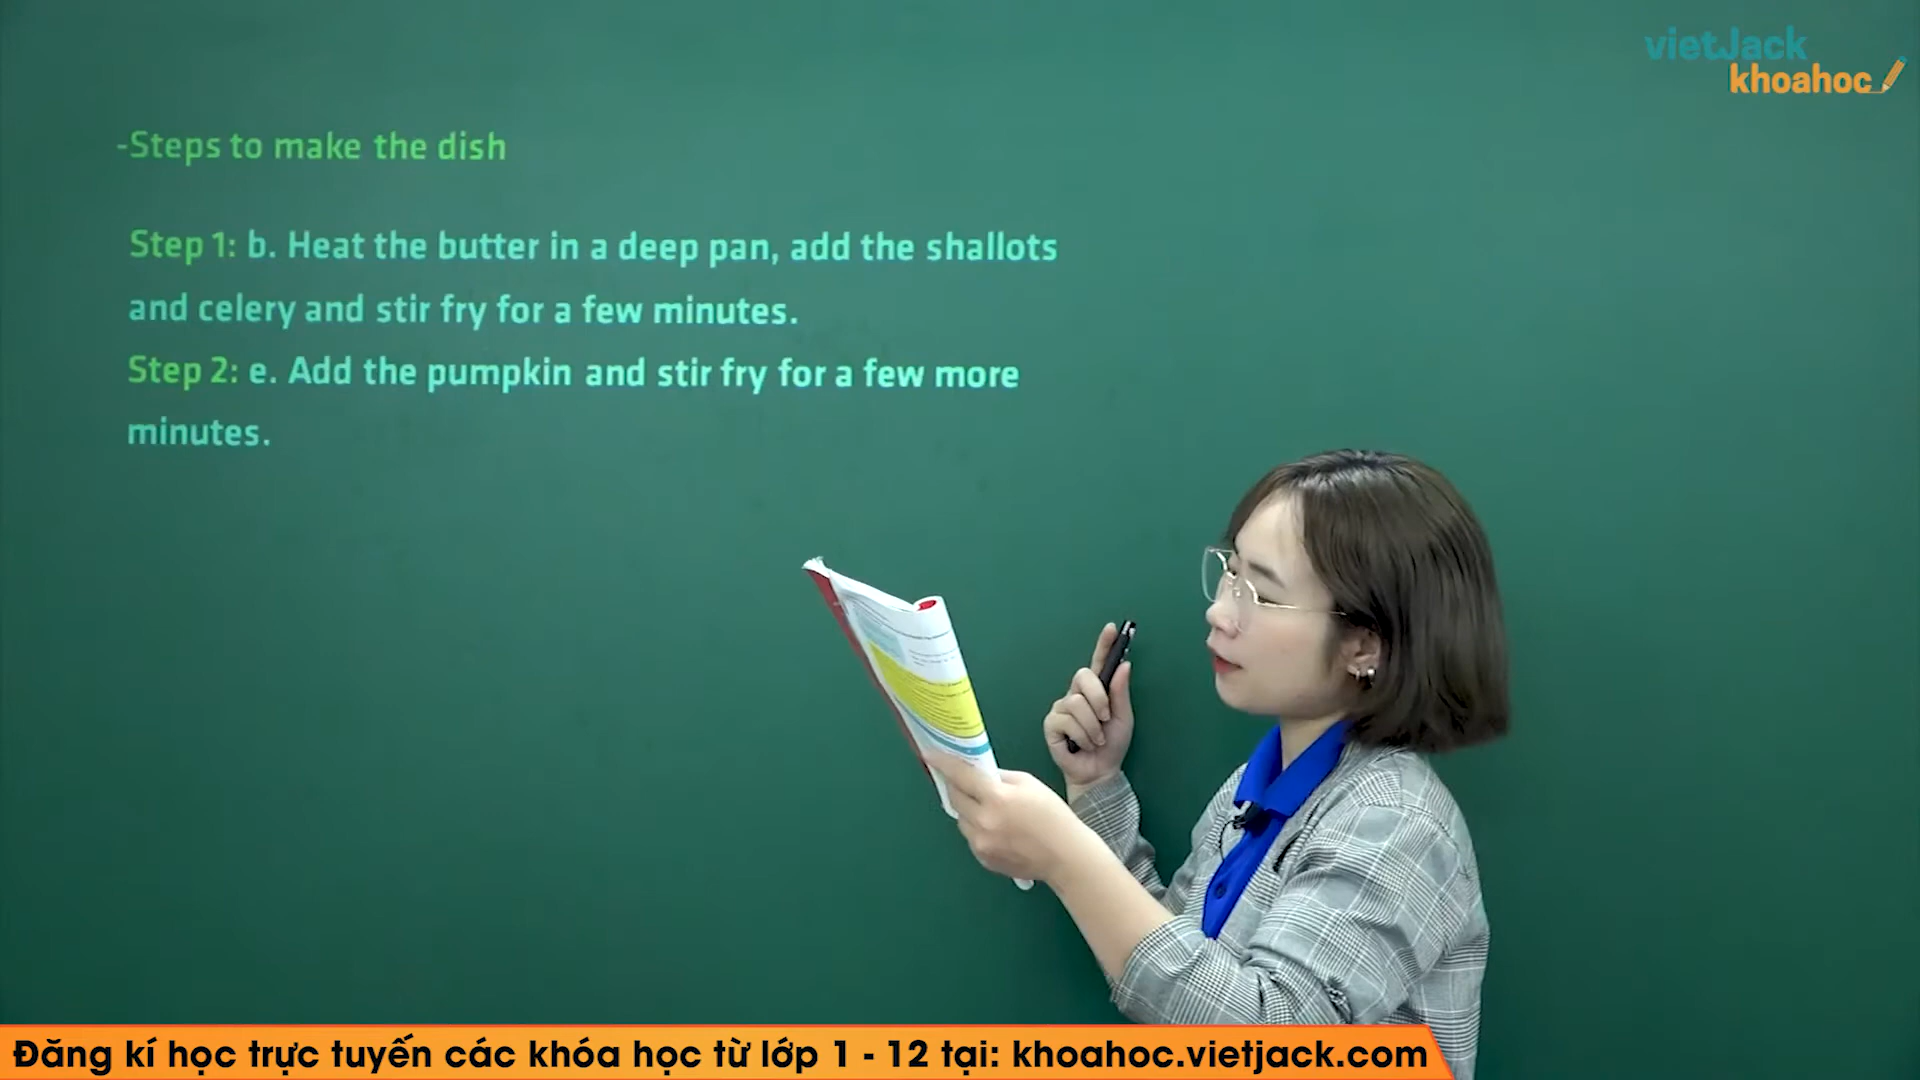 vietJack
khoahoc
-Steps to make the dish
Step 1: b. Heat the butter in a deep pan, add the shallots
and celery and stir fry for a few minutes.
Step 2: e. Add the pumpkin and stir fry for a few more
minutes.
Đăng kí học trực tuyến các khóa học từ lớp 1 - 12 tại: khoahoc.vietjack.com